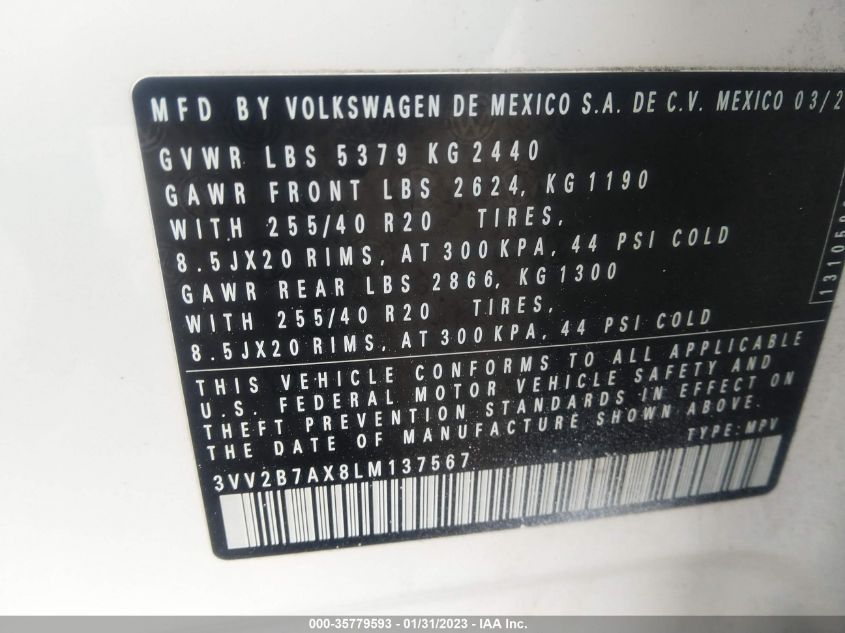 MFD BY VOLKSWAGEN DE MEXICO S.A. DE C.V. MEXICO 03/2
GVWR LBS 5379 KG 2440
GAWR FRONT LBS 2624, KG 1190
WITH 255/40 R20 TIRES,
8.5JX20 RIMS, AT 300 KPA, 44 PSI COLD
GAWR REAR LBS 2866, KG 1300
WITH 255/40 R20 TIRES,
8.5JX20 RIMS, AT 300 KPA, 44 PSI COLD
THIS VEHICLE CONFORMS TO ALL APPLICABLE
U.S. FEDERAL MOTOR VEHICLE SAFETY AND
THEFT PREVENTION STANDARDS IN EFFECT ON
THE DATE OF MANUFACTURE SHOWN ABOVE.
3VV2B7AX8LM137567 TYPE: MPV
000-35779593 - 01/31/2023 - IAA Inc.